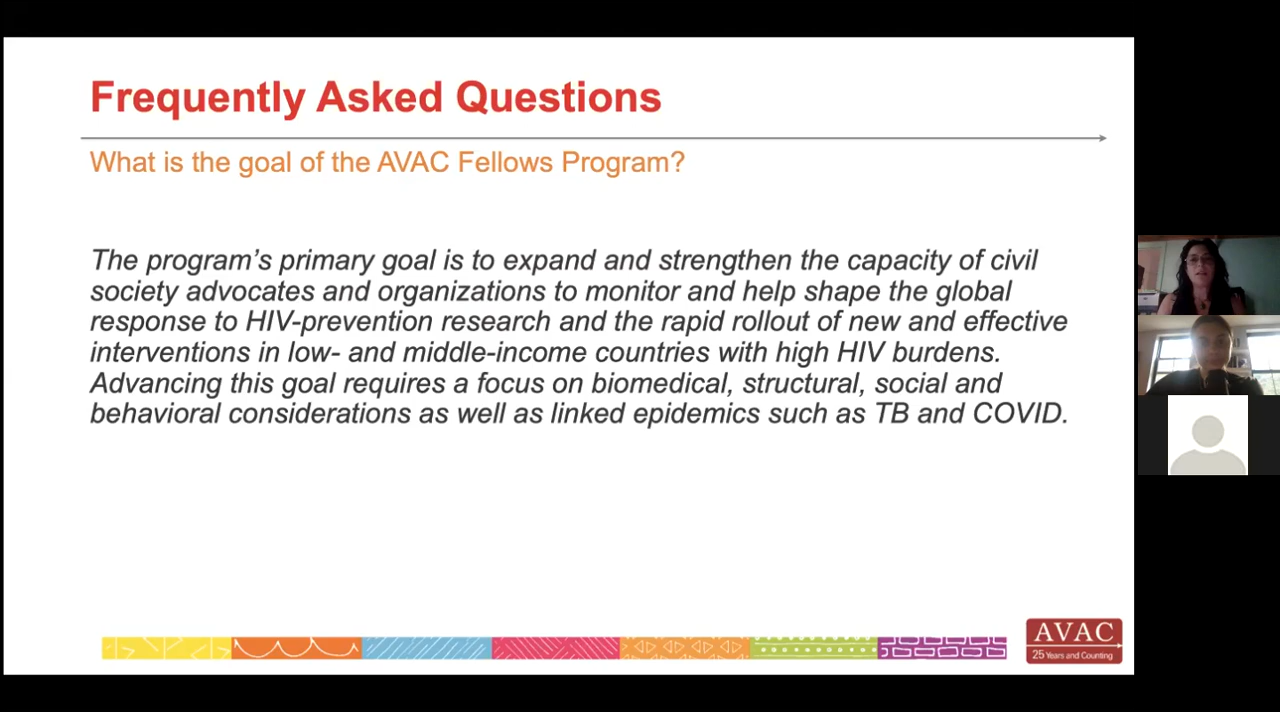 Frequently Asked Questions
What is the goal of the AVAC Fellows Program?
The program’s primary goal is to expand and strengthen the capacity of civil
society advocates and organizations to monitor and help shape the global
response to HIV-prevention research and the rapid rollout of new and effective
interventions in low- and middle-income countries with high HIV burdens.
Advancing this goal requires a focus on biomedical, structural, social and
behavioral considerations as well as linked epidemics such as TB and COVID.
AVAC
25 Years and Counting